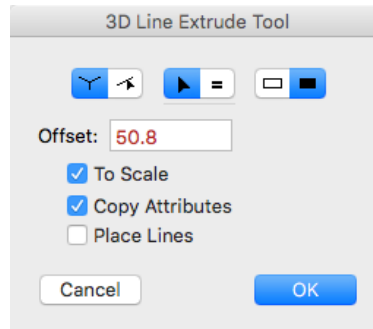 3D Line Extrude Tool
=
Offset: 50.8
To Scale
Copy Attributes
Place Lines
Cancel OK